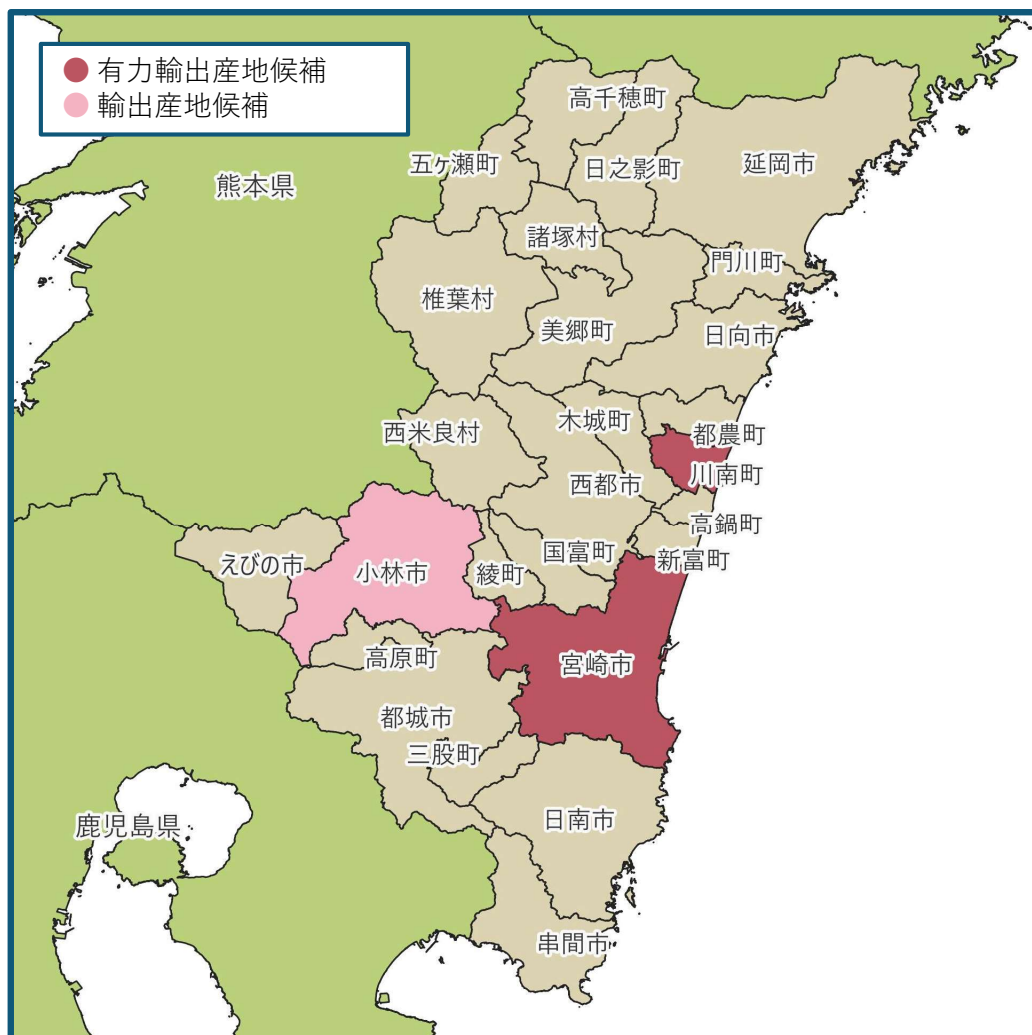 有力輸出産地候補
輸出産地候補
高千穂町
五ヶ瀬町
日之影町
延岡市
熊本県
諸塚村
門川町
椎葉村
美郷町
日向市
木城町
西米良村
都農町
川南町
西都市
高鍋町
国富町
新富町
えびの市
小林市
綾町
高原町
宮崎市
都城市
三股町
鹿児島県
日南市
串間市